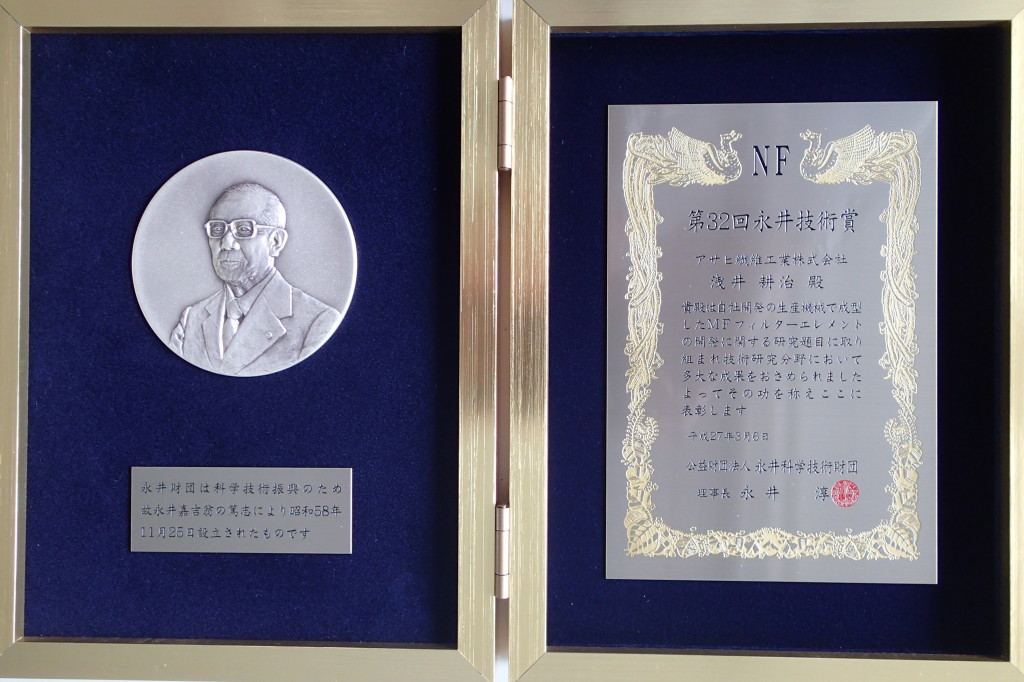 永井財団は科学技術振興のため
故永井嘉吉翁の篤志により昭和58年
11月25日設立されたものです
NF
第32回永井技術賞
アサヒ繊維工業株式会社
浅井 耕治 殿
貴殿は自社開発の生産機械で成型
したMFフィルターエレメント
の開発に関する研究題目に取り
組まれ技術研究分野において
多大な成果をおさめられました
よってその功を称えここに
表彰します
平成27年3月6日
公益財団法人 永井科学技術財団
理事長 永井 淳